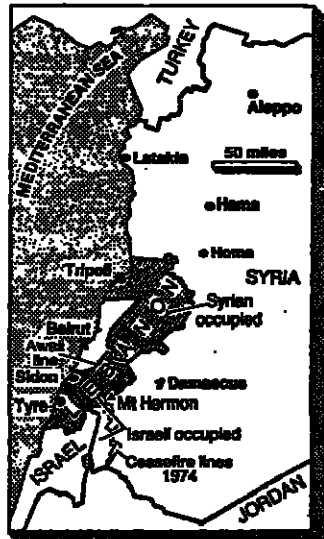 MEDITERRANEAN SEA
TURKEY
Aleppo
Latakia
50 miles
Hama
Homs
Tripoli
SYRIA
LEBANON
Syrian
occupied
Beirut
Awali
line
Sidon
Damascus
Tyre
Mt Hermon
Israeli occupied
ISRAEL
Ceasefire lines
1974
JORDAN